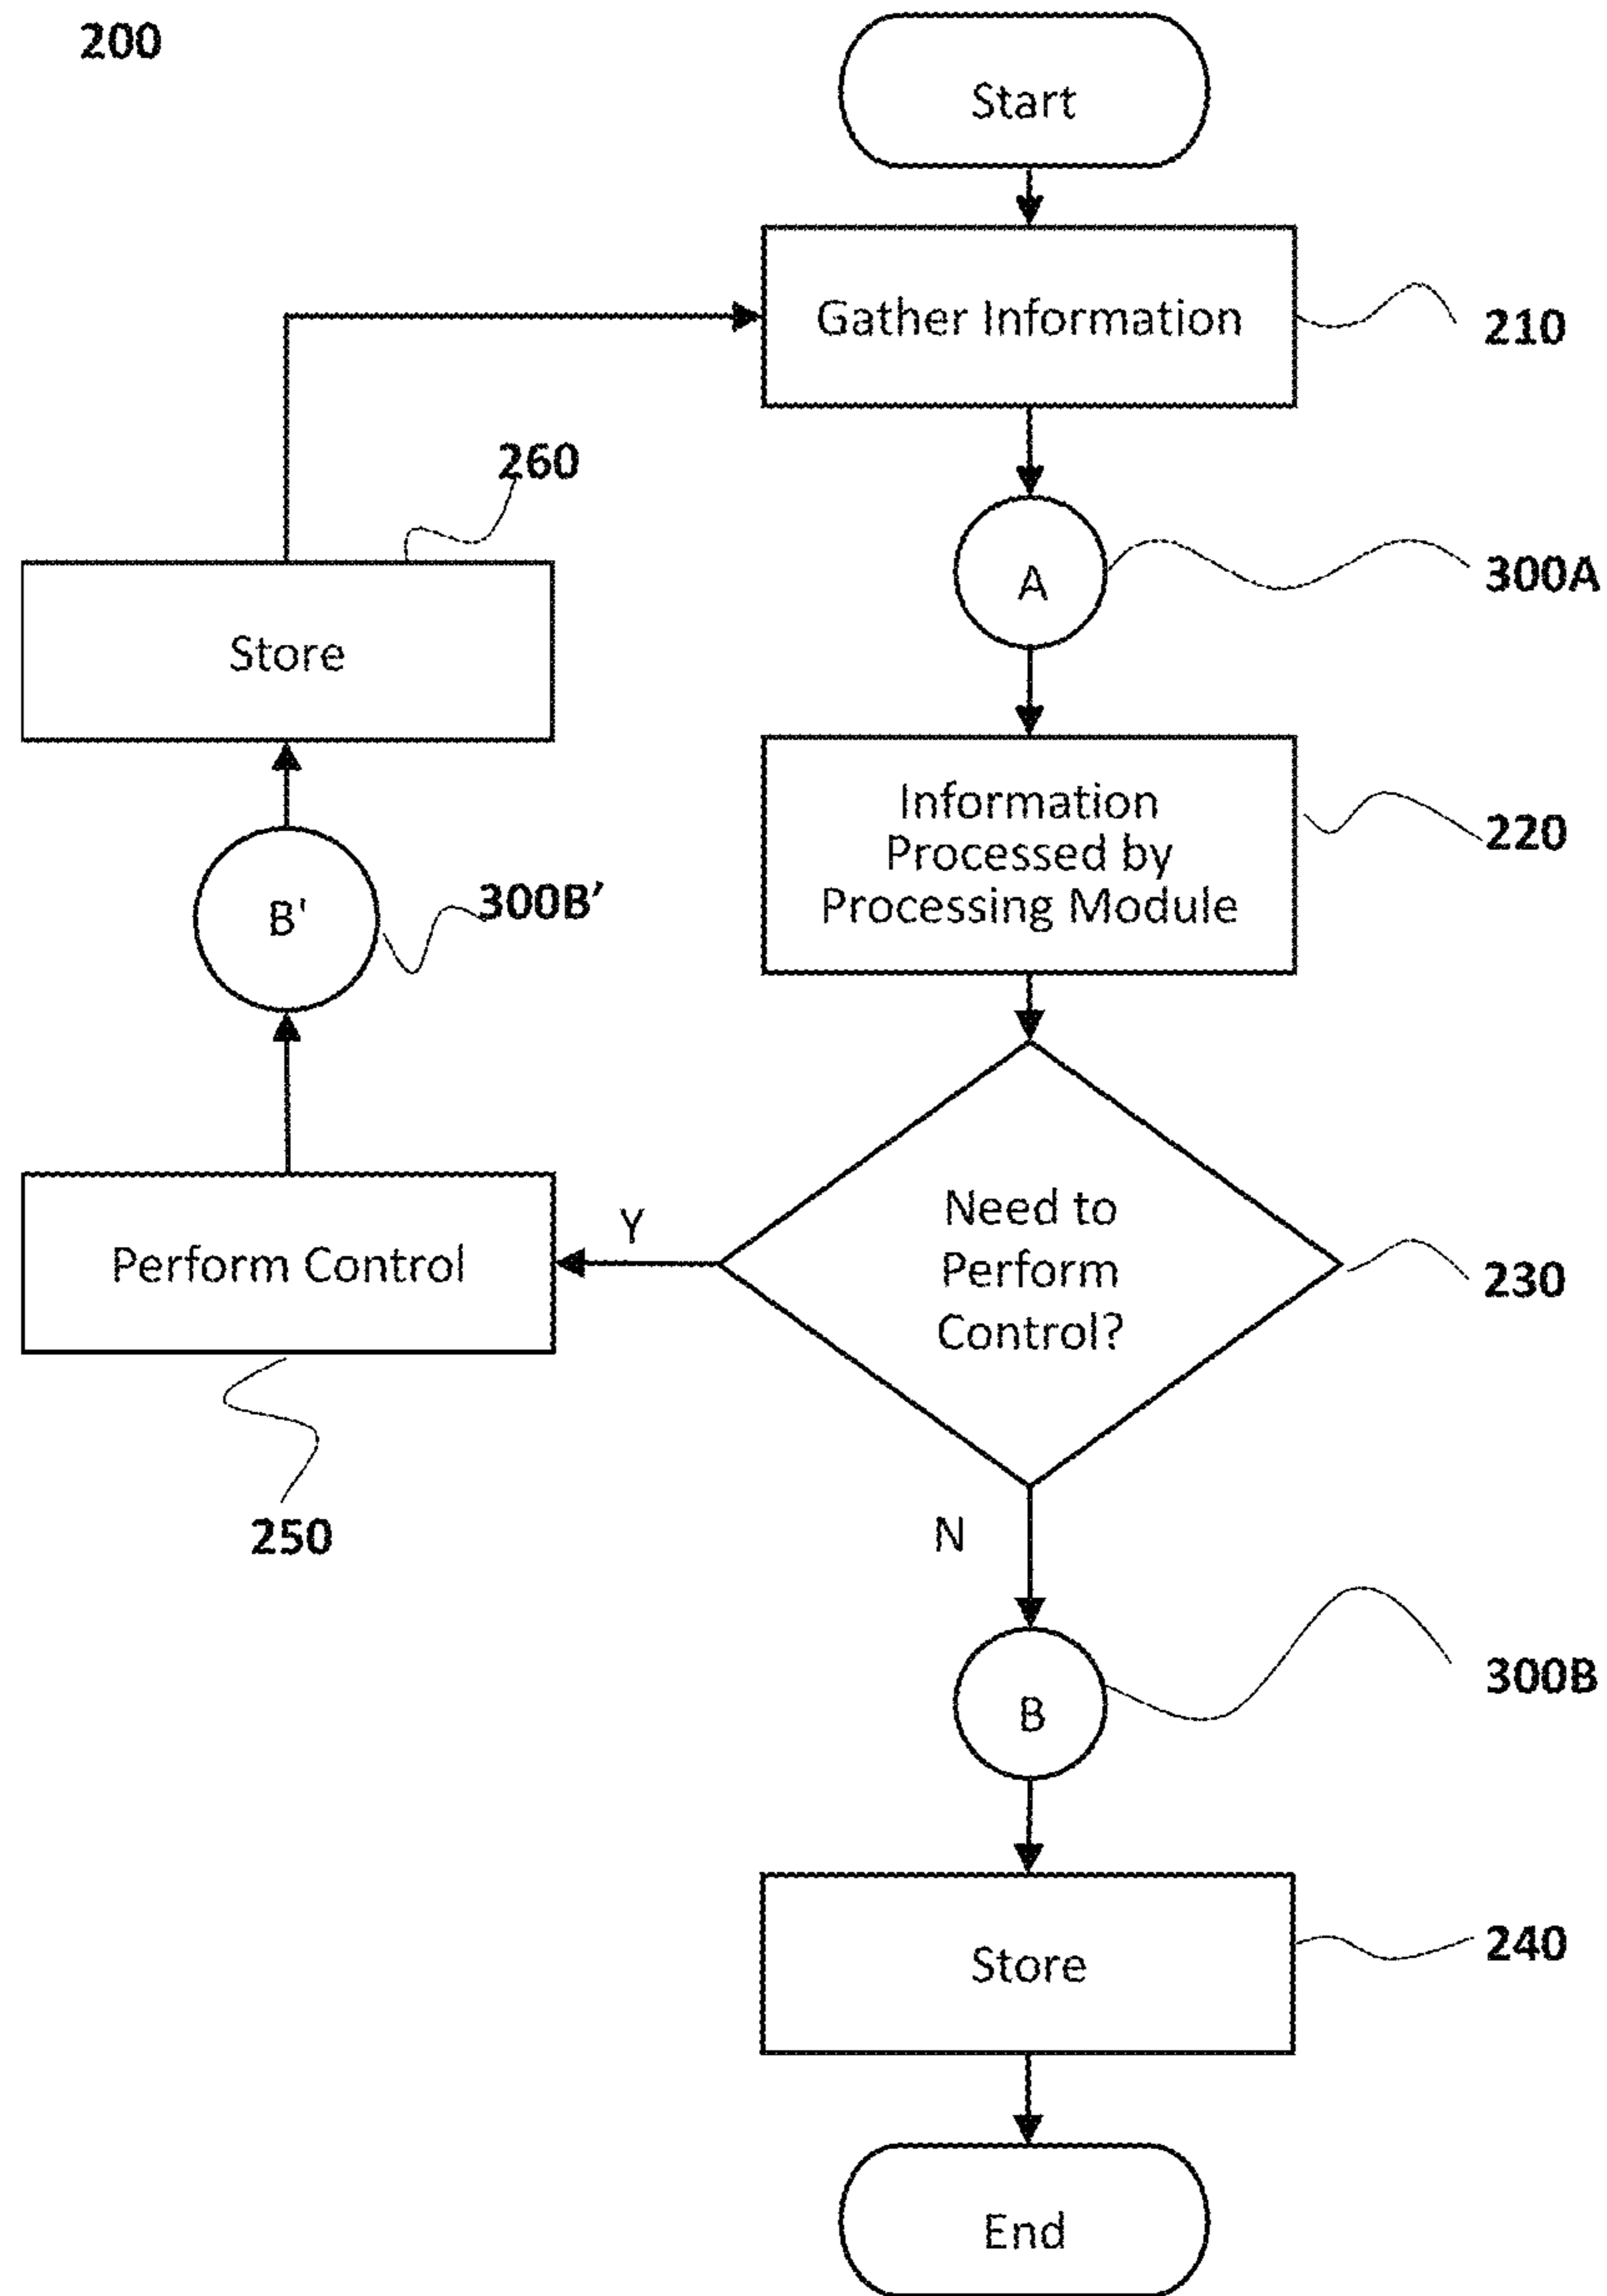 200
Start
Gather Information
210
260
A
300A
Store
Information
Processed by
Processing Module
220
B'
300B’
Need to
Perform
Control?
230
Y
Perform Control
250
N
B
300B
Store
240
End